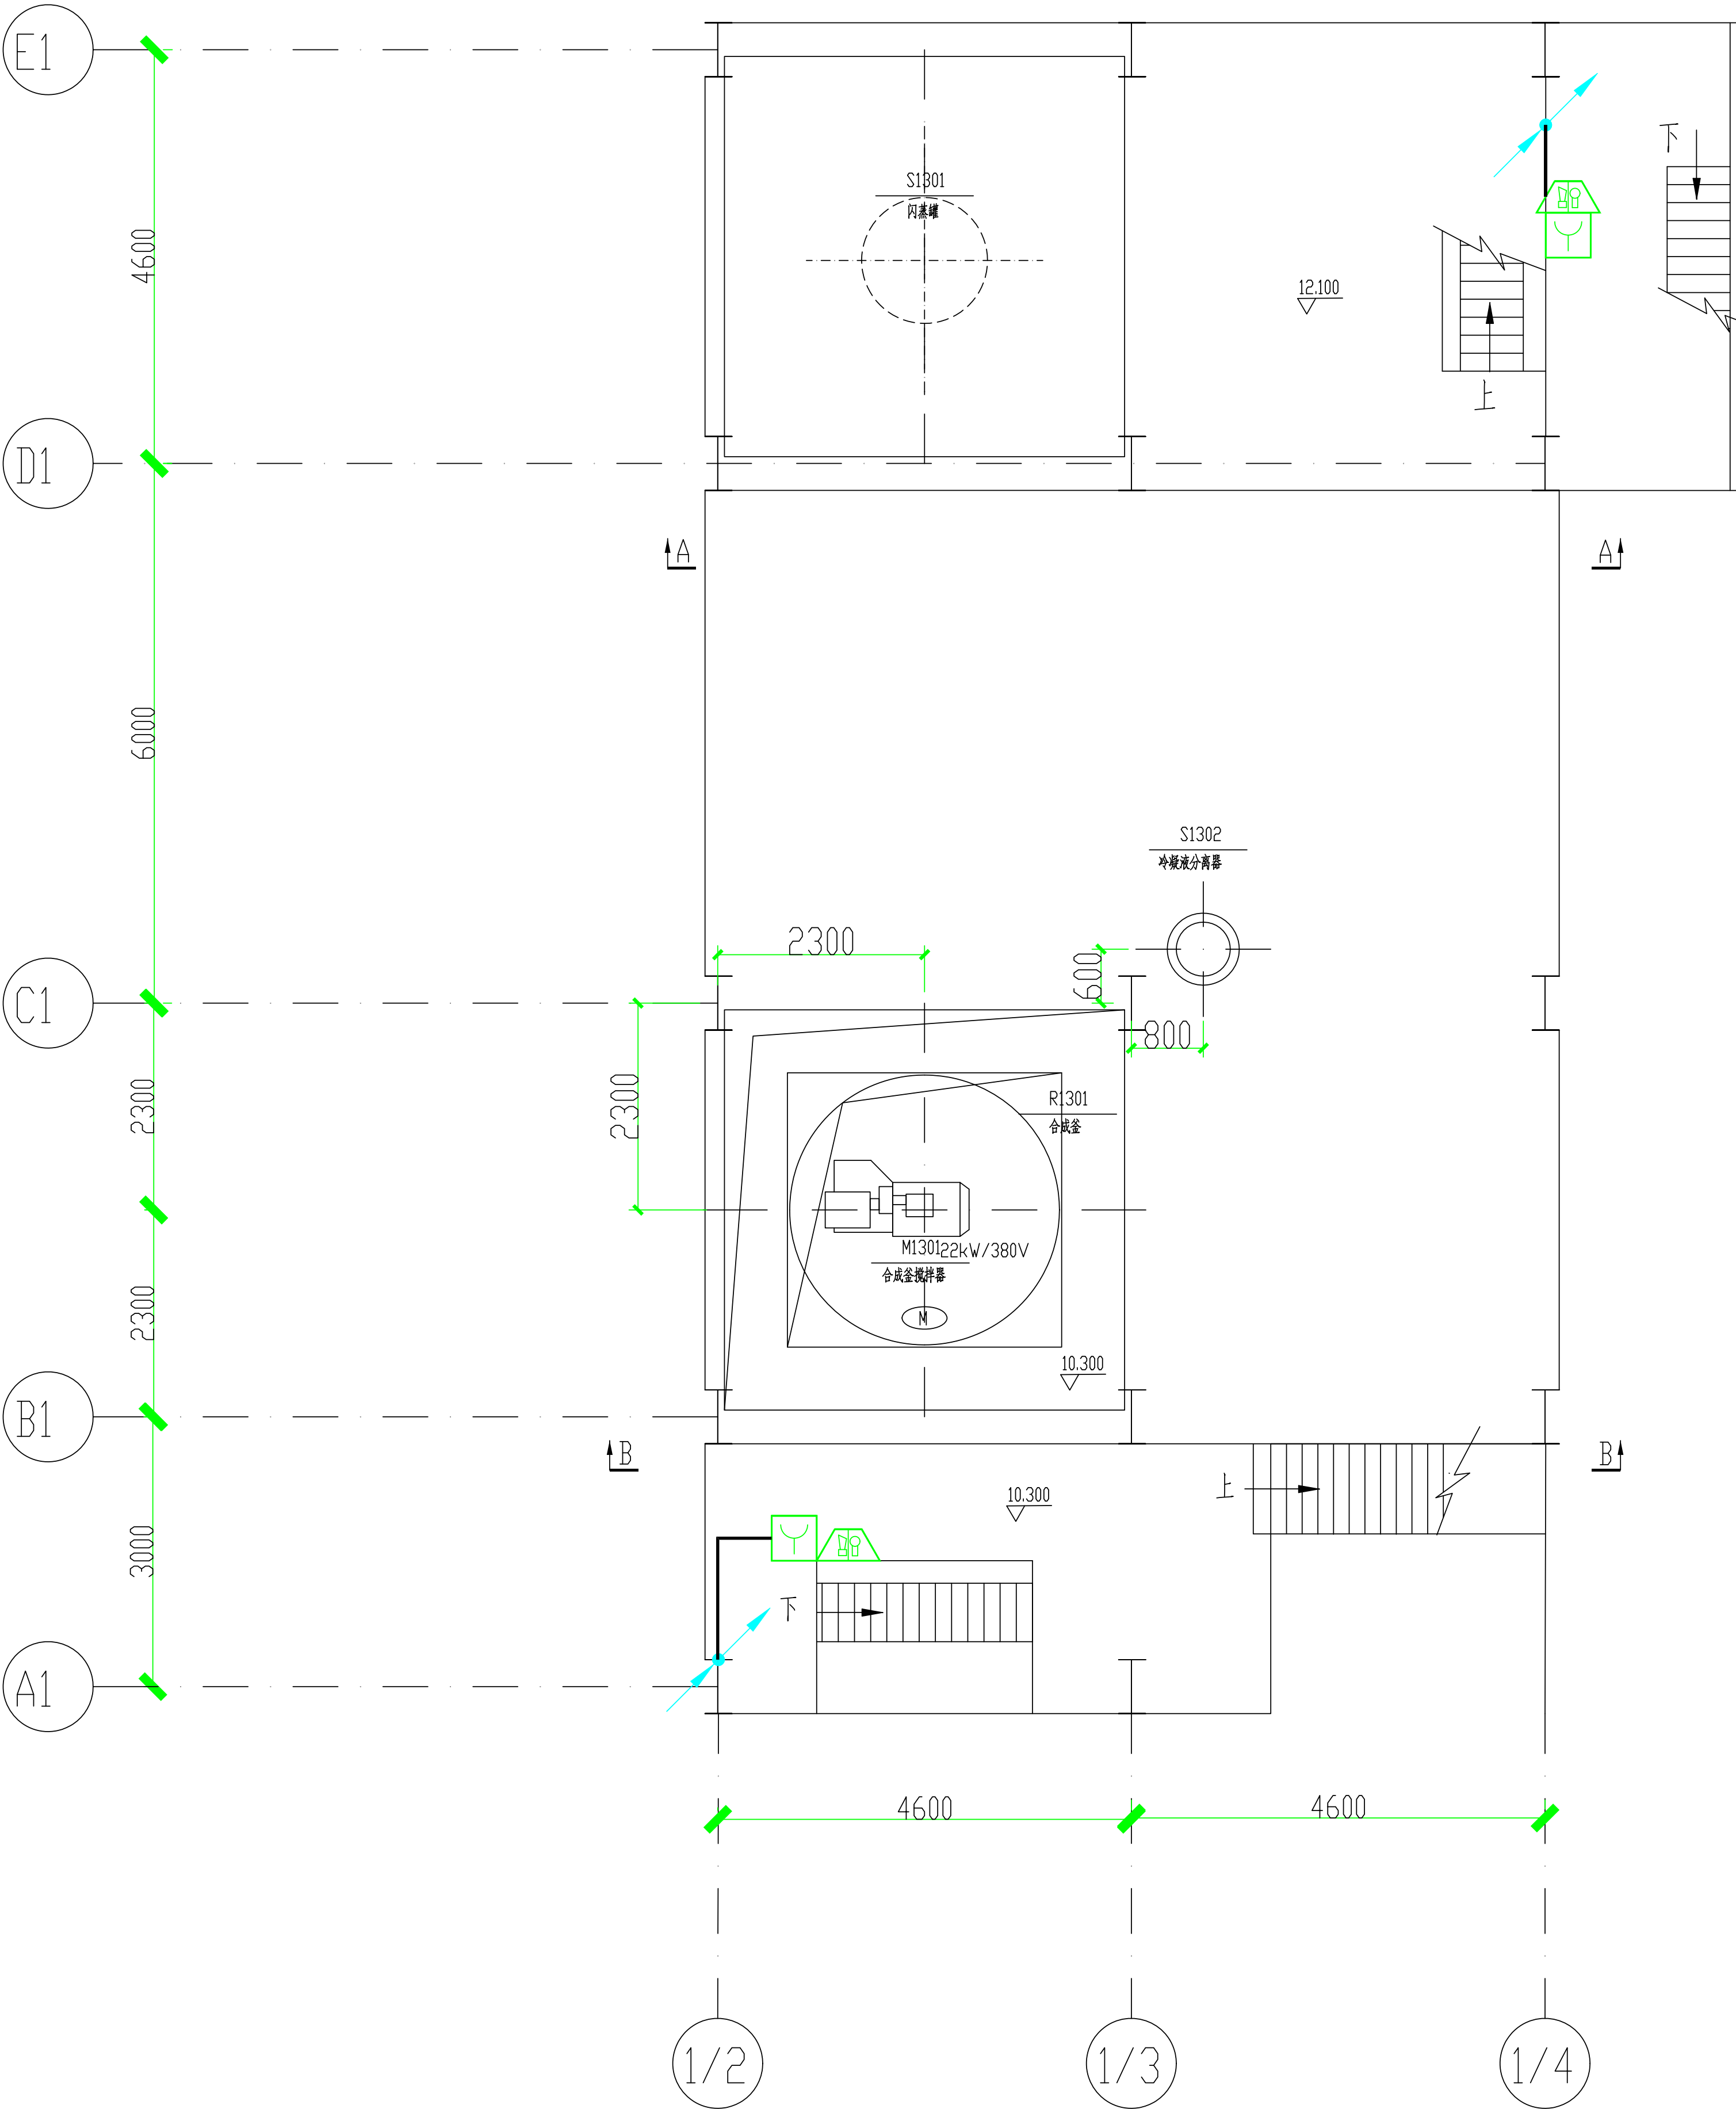 E1
下
S1301
闪蒸罐
4600
12.100
上
D1
A
A
6000
S1302
冷凝液分离器
2300
600
C1
800
2300
2300
R1301
合成釜
M1301 22kW/380V
合成釜搅拌器
2300
M
10.300
B1
B
B
上
10.300
3000
下
A1
4600
4600
1/2
1/3
1/4